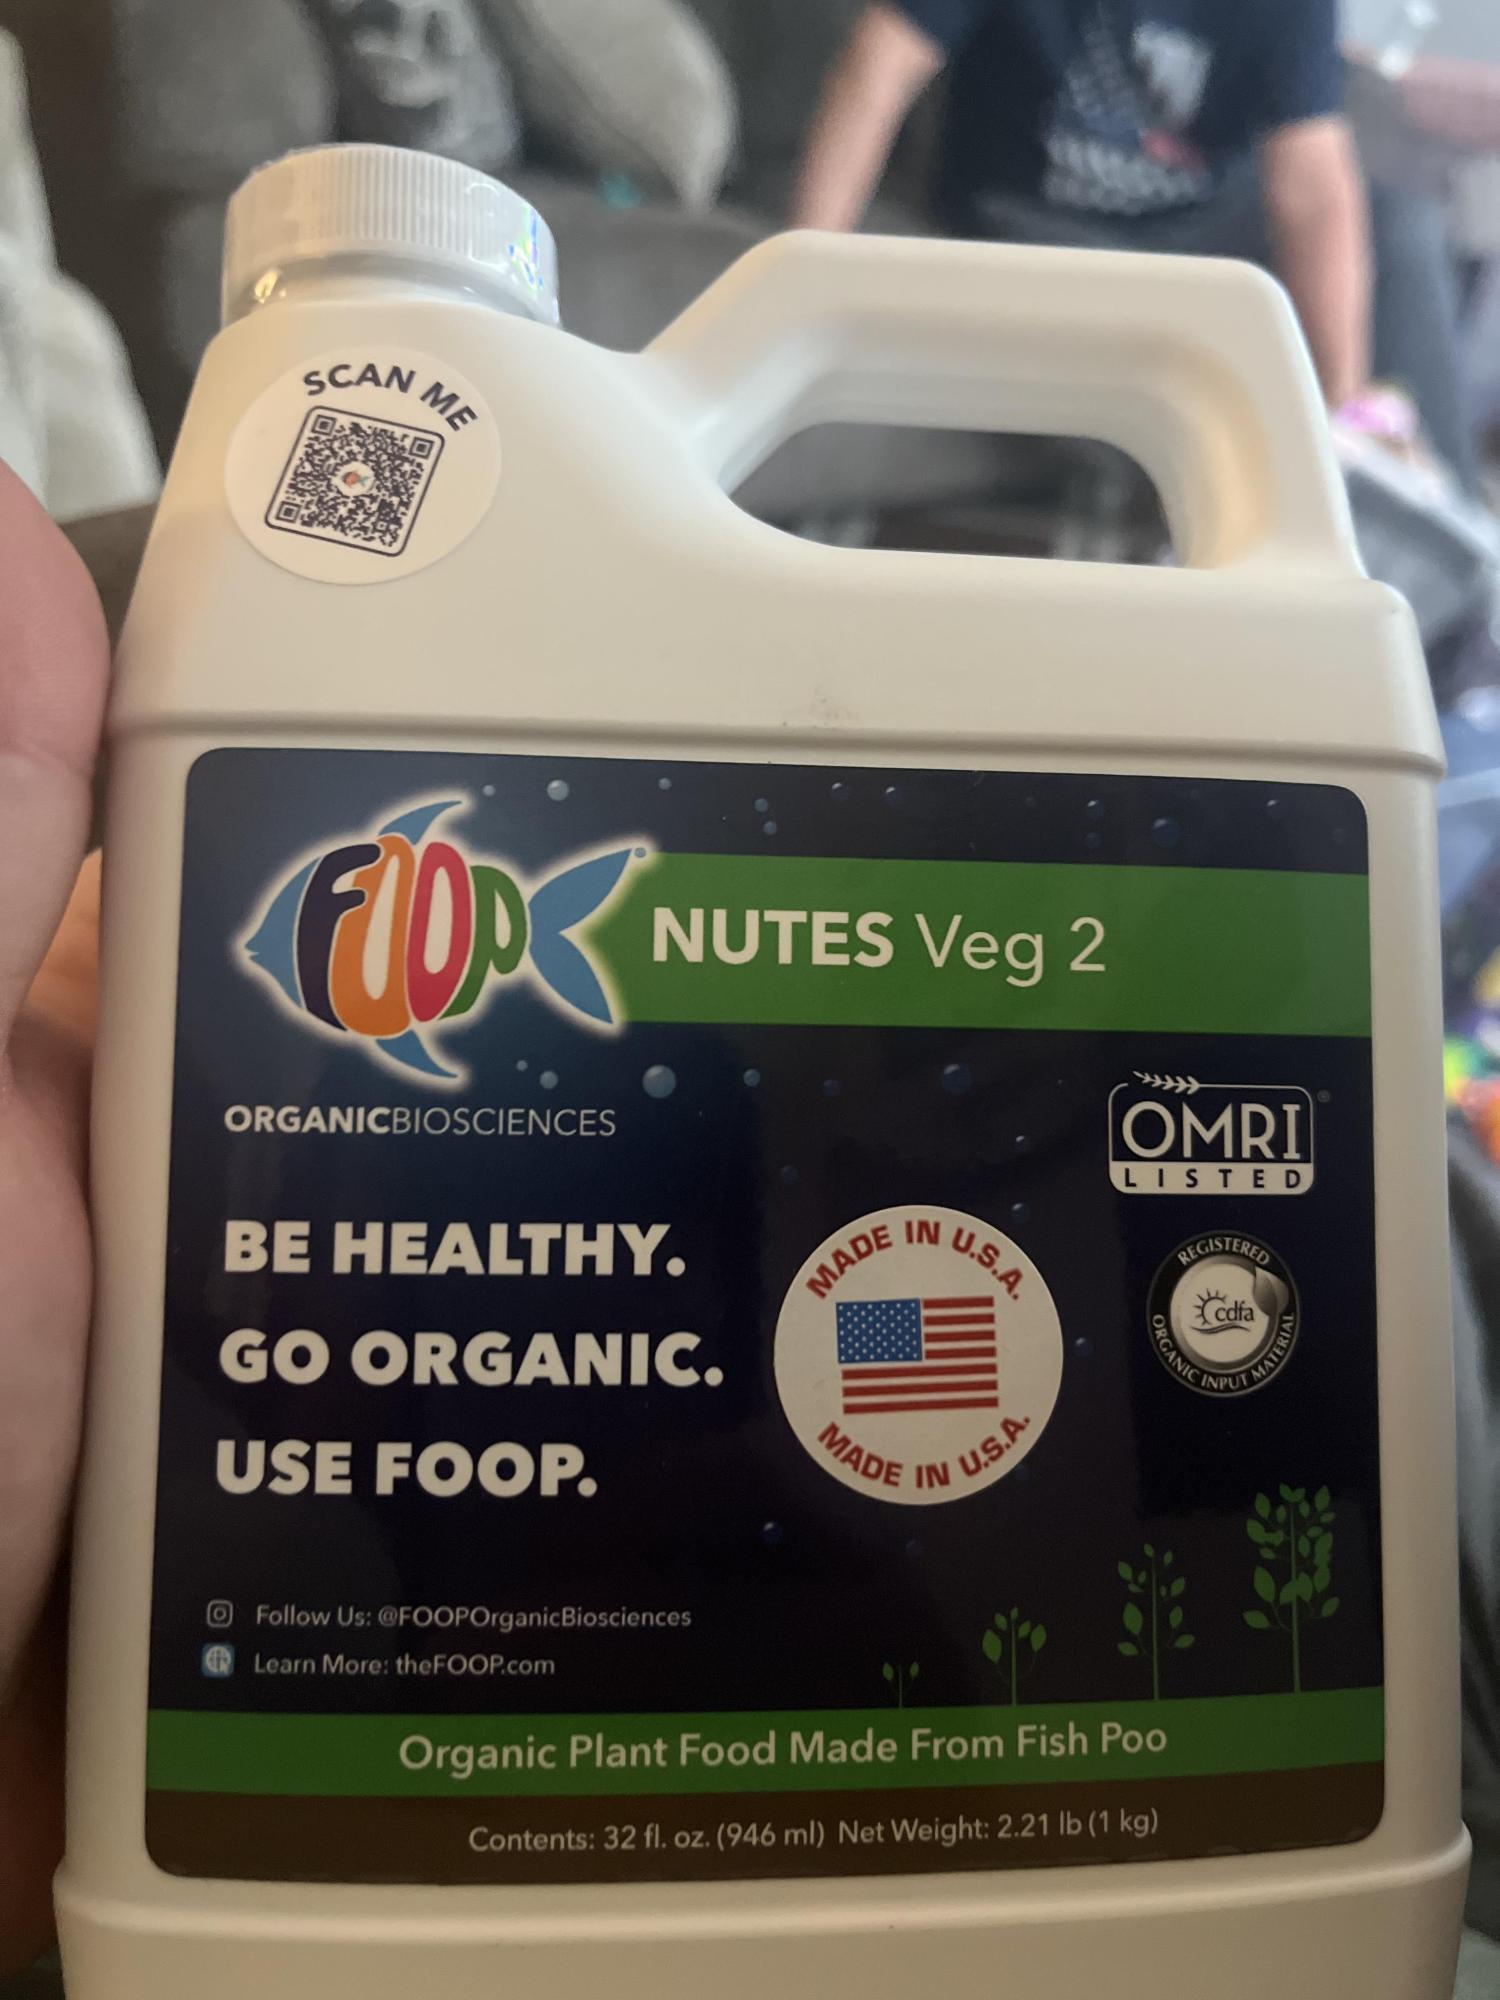 SCAN ME
FOOP®
NUTES Veg 2
ORGANICBIOSCIENCES
OMRI®
LISTED
BE HEALTHY.
GO ORGANIC.
USE FOOP.
MADE IN U.S.A.
MADE IN U.S.A.
REGISTERED
cdfa
ORGANIC INPUT MATERIAL
Follow Us: @FOOPOrganicBiosciences
Learn More: theFOOP.com
Organic Plant Food Made From Fish Poo
Contents: 32 fl. oz. (946 ml) Net Weight: 2.21 lb (1 kg)